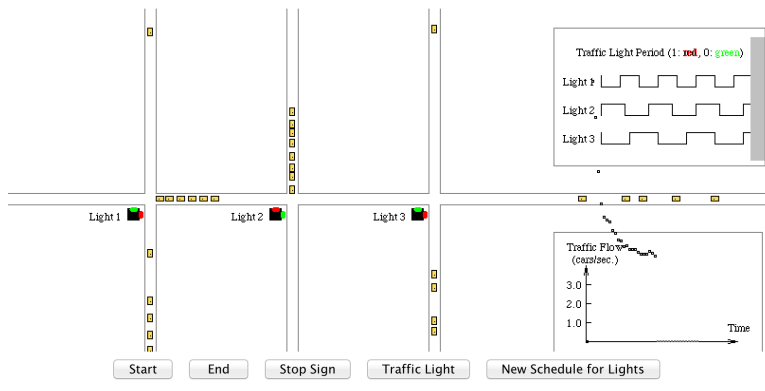 Traffic Light Period (1: red, 0: green)
Light 1
Light 2
Light 3
Light 1
Light 2
Light 3
Traffic Flow
(cars/sec.)
3.0
2.0
1.0
Time
Start
End
Stop Sign
Traffic Light
New Schedule for Lights